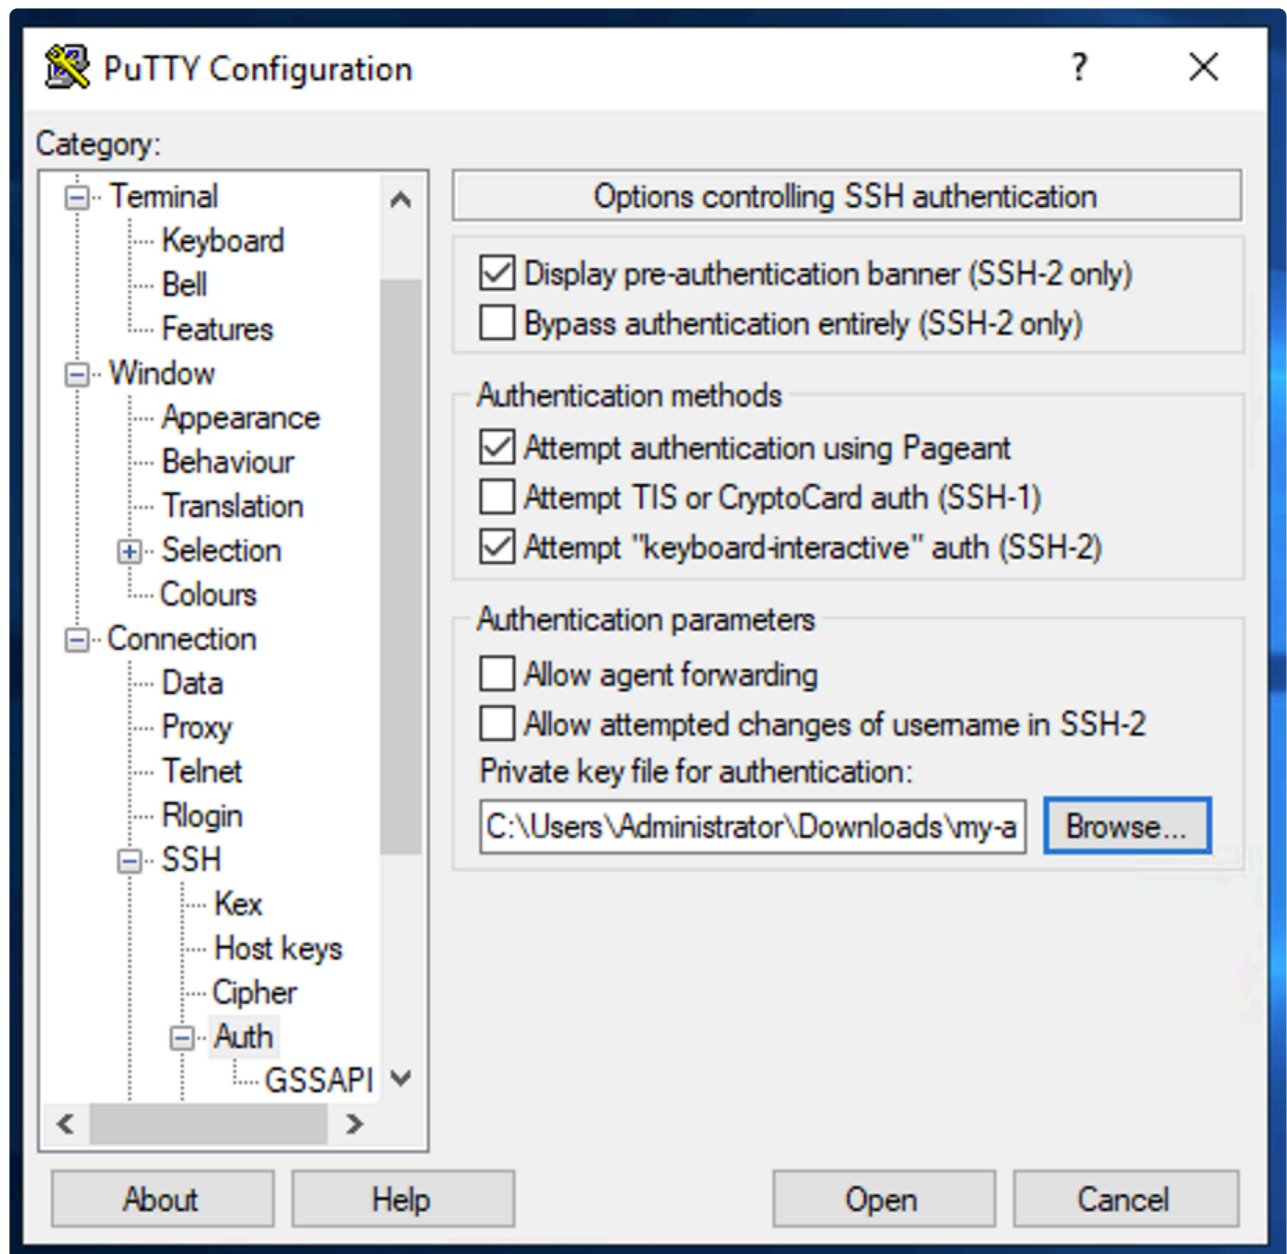 PuTTY Configuration
?
Category:
Terminal
Keyboard
Bell
Features
Window
Appearance
Behaviour
Translation
Selection
Colours
Connection
Data
Proxy
Telnet
Rlogin
SSH
Kex
Host keys
Cipher
Auth
GSSAPI
Options controlling SSH authentication
Display pre-authentication banner (SSH-2 only)
Bypass authentication entirely (SSH-2 only)
Authentication methods
Attempt authentication using Pageant
Attempt TIS or CryptoCard auth (SSH-1)
Attempt "keyboard-interactive" auth (SSH-2)
Authentication parameters
Allow agent forwarding
Allow attempted changes of username in SSH-2
Private key file for authentication:
C:\Users\Administrator\Downloads\my-a
Browse...
About
Help
Open
Cancel